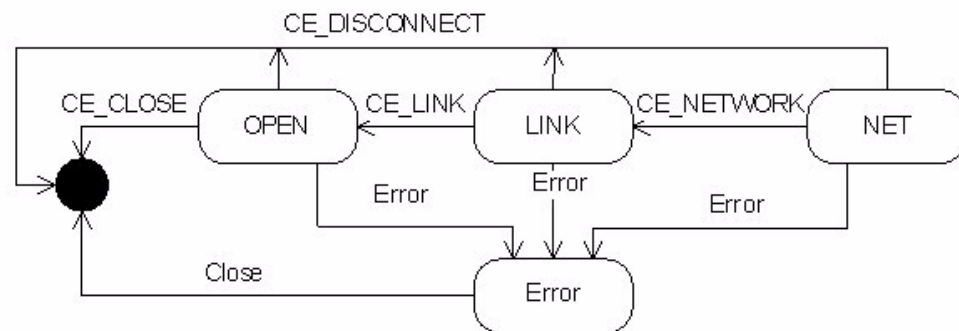 CE_DISCONNECT
CE_CLOSE
OPEN
CE_LINK
LINK
CE_NETWORK
NET
Error
Error
Error
Close
Error